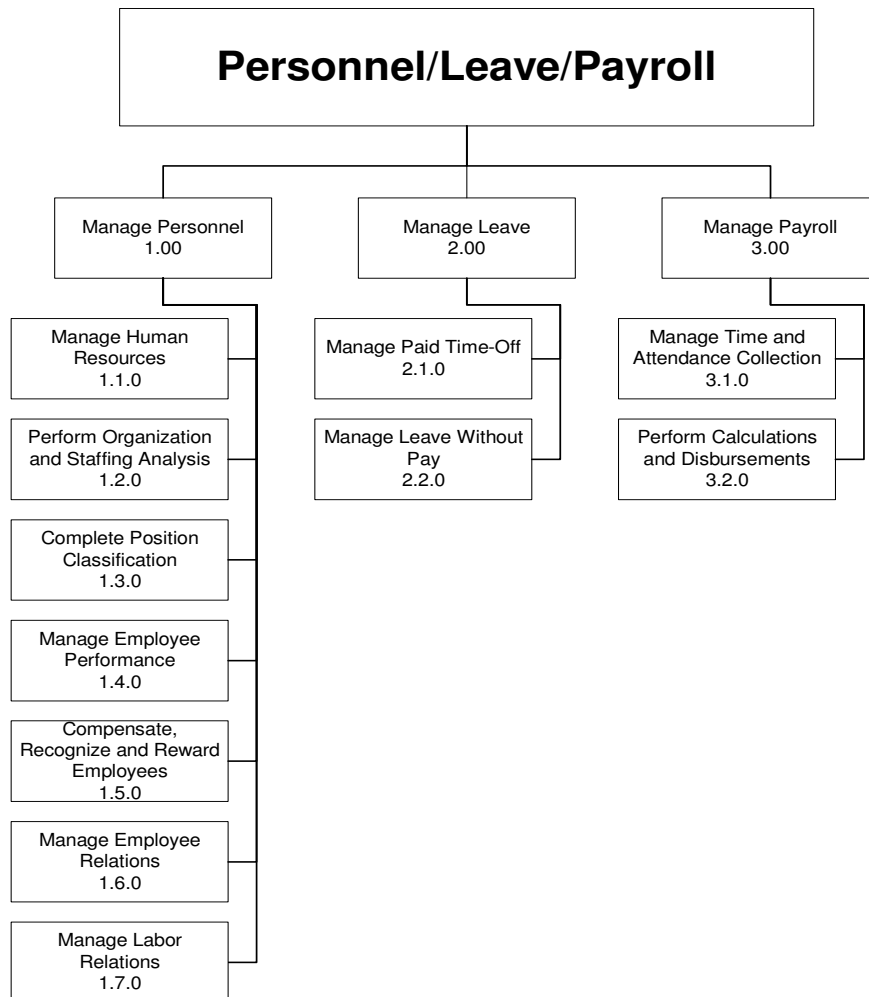 Personnel/Leave/Payroll
Manage Personnel
1.00
Manage Leave
2.00
Manage Payroll
3.00
Manage Human
Resources
1.1.0
Perform Organization
and Staffing Analysis
1.2.0
Complete Position
Classification
1.3.0
Manage Employee
Performance
1.4.0
Compensate,
Recognize and Reward
Employees
1.5.0
Manage Employee
Relations
1.6.0
Manage Labor
Relations
1.7.0
Manage Paid Time-Off
2.1.0
Manage Leave Without
Pay
2.2.0
Manage Time and
Attendance Collection
3.1.0
Perform Calculations
and Disbursements
3.2.0